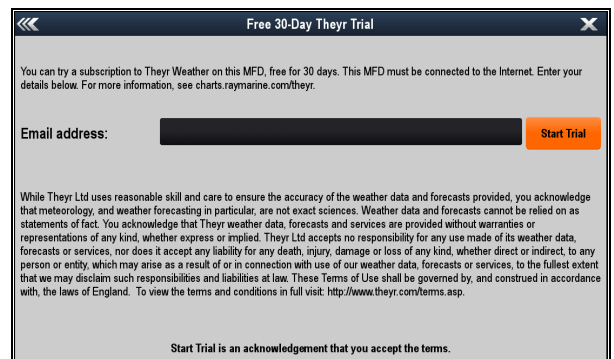 Free 30-Day Theyr Trial
You can try a subscription to Theyr Weather on this MFD, free for 30 days. This MFD must be connected to the Internet. Enter your
details below. For more information, see charts.raymarine.com/theyr.
Email address:
Start Trial
While Theyr Ltd uses reasonable skill and care to ensure the accuracy of the weather data and forecasts provided, you acknowledge
that meteorology, and weather forecasting in particular, are not exact sciences. Weather data and forecasts cannot be relied on as
statements of fact. You acknowledge that Theyr weather data, forecasts and services are provided without warranties or
representations of any kind, whether express or implied. Theyr Ltd accepts no responsibility for any use made of its weather data,
forecasts or services, nor does it accept any liability for any death, injury, damage or loss of any kind, whether direct or indirect, to any
person or entity, which may arise as a result of or in connection with use of our weather data, forecasts or services, to the fullest extent
that we may disclaim such responsibilities and liabilities at law. These Terms of Use shall be governed by, and construed in accordance
with, the laws of England. To view the terms and conditions in full visit: http://www.theyr.com/terms.asp.
Start Trial is an acknowledgement that you accept the terms.